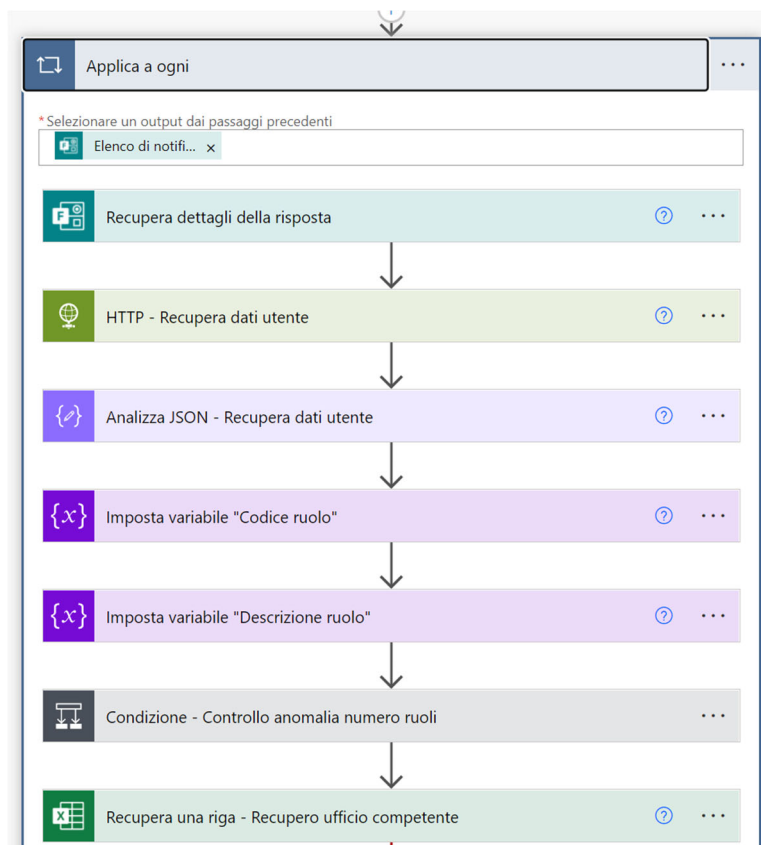 Applica a ogni
* Selezionare un output dai passaggi precedenti
Elenco di notifi... x
Recupera dettagli della risposta
HTTP - Recupera dati utente
Analizza JSON - Recupera dati utente
Imposta variabile "Codice ruolo"
Imposta variabile "Descrizione ruolo"
Condizione - Controllo anomalia numero ruoli
Recupera una riga - Recupero ufficio competente